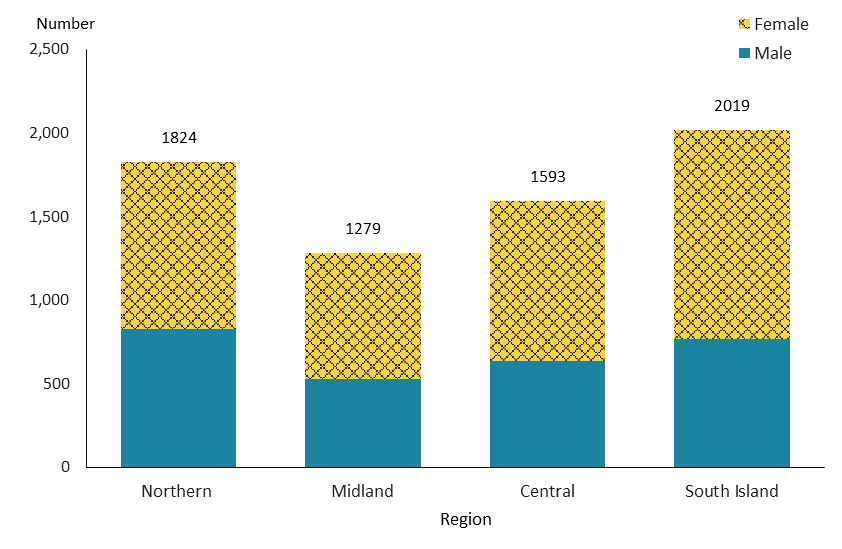 Number
Female
Male
2,500
2,000
1,500
1,000
500
0
1824
1279
1593
2019
Northern
Midland
Central
South Island
Region